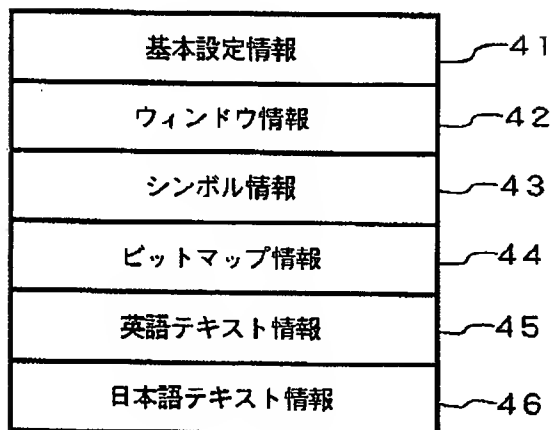 基本設定情報 41
ウィンドウ情報 42
シンボル情報 43
ビットマップ情報 44
英語テキスト情報 45
日本語テキスト情報 46